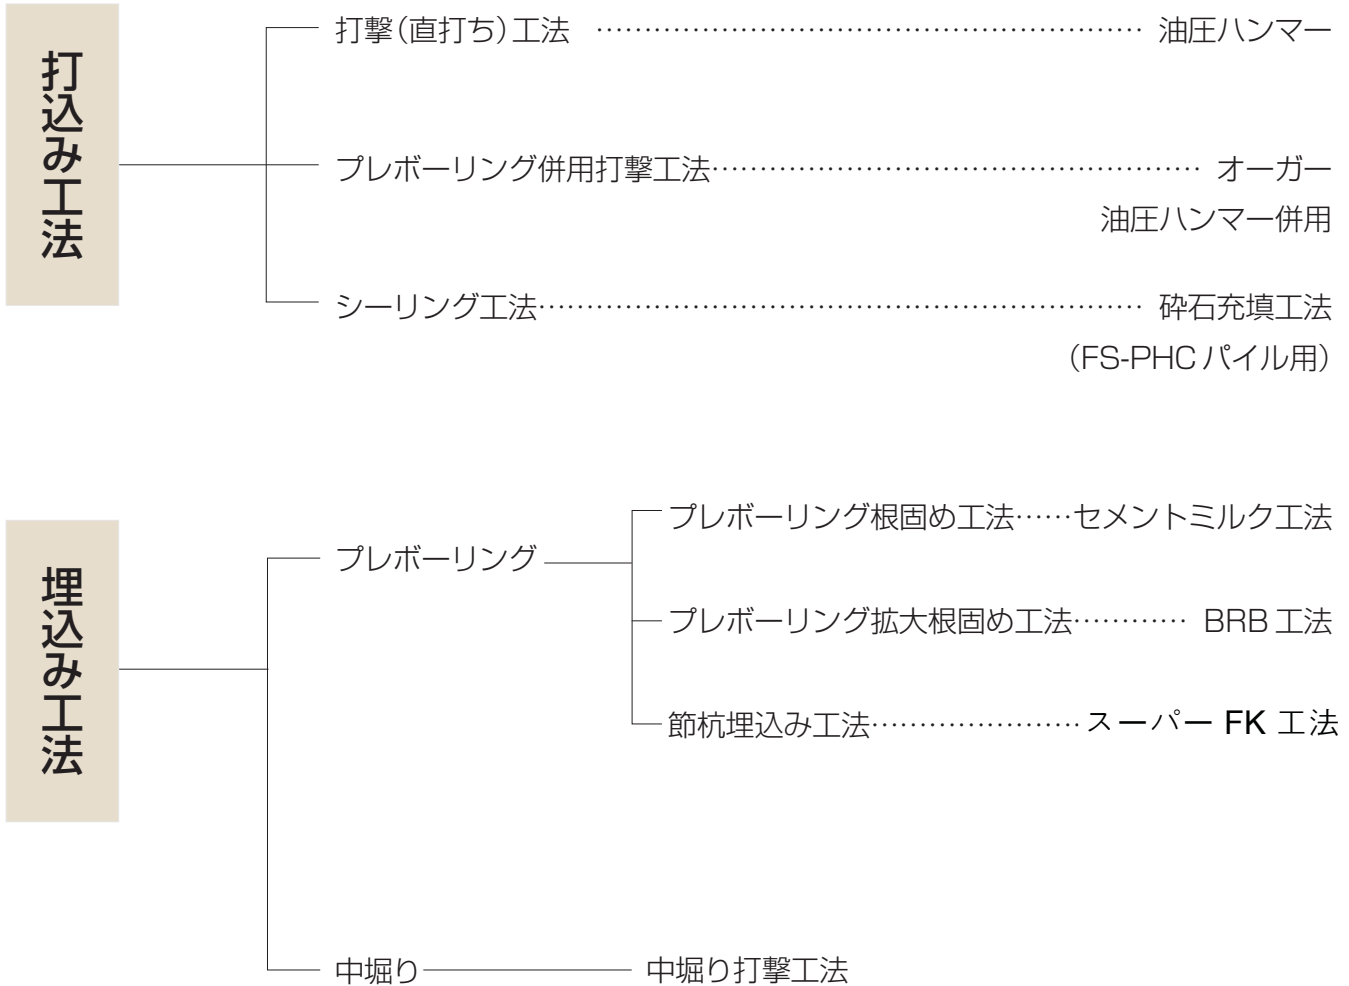 打込み工法
打撃（直打ち）工法 ………………………………………………… 油圧ハンマー
プレボーリング併用打撃工法………………………………………… オーガー
油圧ハンマー併用
シーリング工法……………………………………………………… 砕石充填工法
（FS-PHCパイル用）
埋込み工法
プレボーリング
プレボーリング根固め工法……セメントミルク工法
プレボーリング拡大根固め工法………… BRB工法
節杭埋込み工法…………………スーパー FK 工法
中堀り
中堀り打撃工法